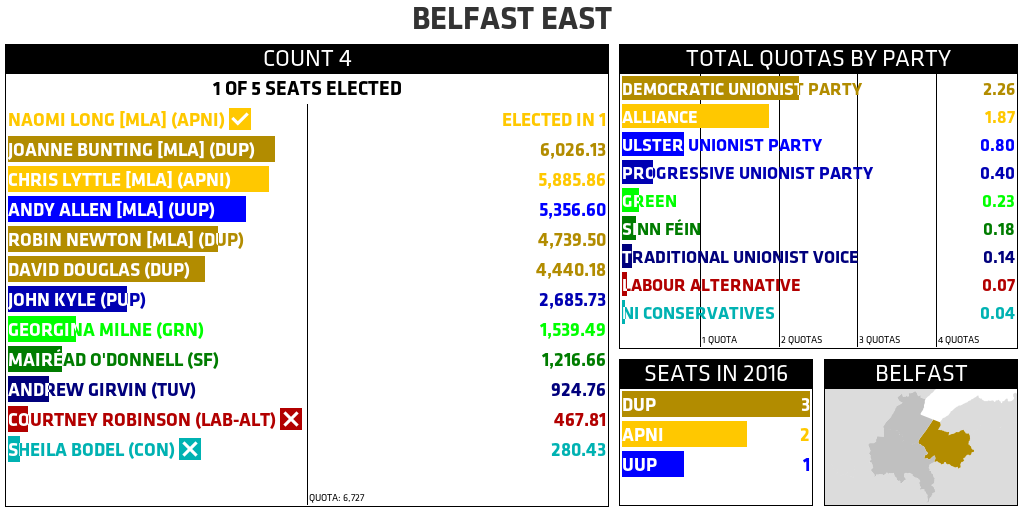 BELFAST EAST
COUNT 4
1 OF 5 SEATS ELECTED
NAOMI LONG [MLA] (APNI) ELECTED IN 1
JOANNE BUNTING [MLA] (DUP) 6,026.13
CHRIS LYTTLE [MLA] (APNI) 5,885.86
ANDY ALLEN [MLA] (UUP) 5,356.60
ROBIN NEWTON [MLA] (DUP) 4,739.50
DAVID DOUGLAS (DUP) 4,440.18
JOHN KYLE (PUP) 2,685.73
GEORGINA MILNE (GRN) 1,539.49
MAIRÉAD O'DONNELL (SF) 1,216.66
ANDREW GIRVIN (TUV) 924.76
COURTNEY ROBINSON (LAB-ALT) 467.81
SHEILA BODEL (CON) 280.43
QUOTA: 6,727
TOTAL QUOTAS BY PARTY
DEMOCRATIC UNIONIST PARTY 2.26
ALLIANCE 1.87
ULSTER UNIONIST PARTY 0.80
PROGRESSIVE UNIONIST PARTY 0.40
GREEN 0.23
SINN FÉIN 0.18
TRADITIONAL UNIONIST VOICE 0.14
LABOUR ALTERNATIVE 0.07
NI CONSERVATIVES 0.04
1 QUOTA 2 QUOTAS 3 QUOTAS 4 QUOTAS
SEATS IN 2016
DUP 3
APNI 2
UUP 1
BELFAST